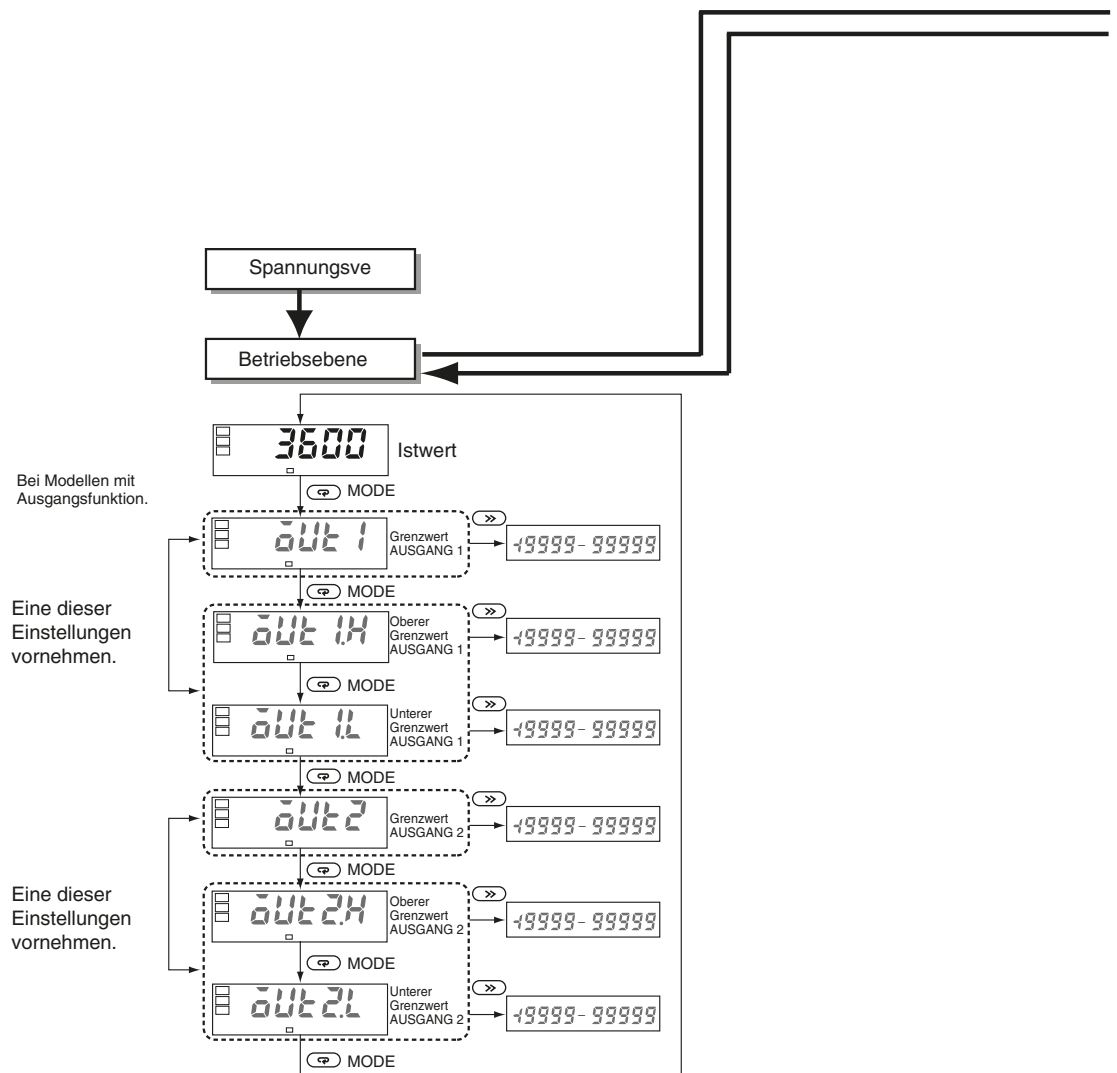 Spannungsve
Betriebsebene
3600 Istwert
MODE
Bei Modellen mit
Ausgangsfunktion.
out 1
Grenzwert
AUSGANG 1
-19999-99999
MODE
Eine dieser
Einstellungen
vornehmen.
out 1.H
Oberer
Grenzwert
AUSGANG 1
-19999-99999
MODE
out 1.L
Unterer
Grenzwert
AUSGANG 1
-19999-99999
MODE
out2
Grenzwert
AUSGANG 2
-19999-99999
MODE
Eine dieser
Einstellungen
vornehmen.
out2.H
Oberer
Grenzwert
AUSGANG 2
-19999-99999
MODE
out2.L
Unterer
Grenzwert
AUSGANG 2
-19999-99999
MODE